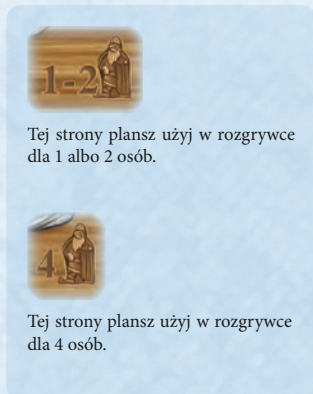 1-2
Tej strony plansz użyj w rozgrywce
dla 1 albo 2 osób.
4
Tej strony plansz użyj w rozgrywce
dla 4 osób.